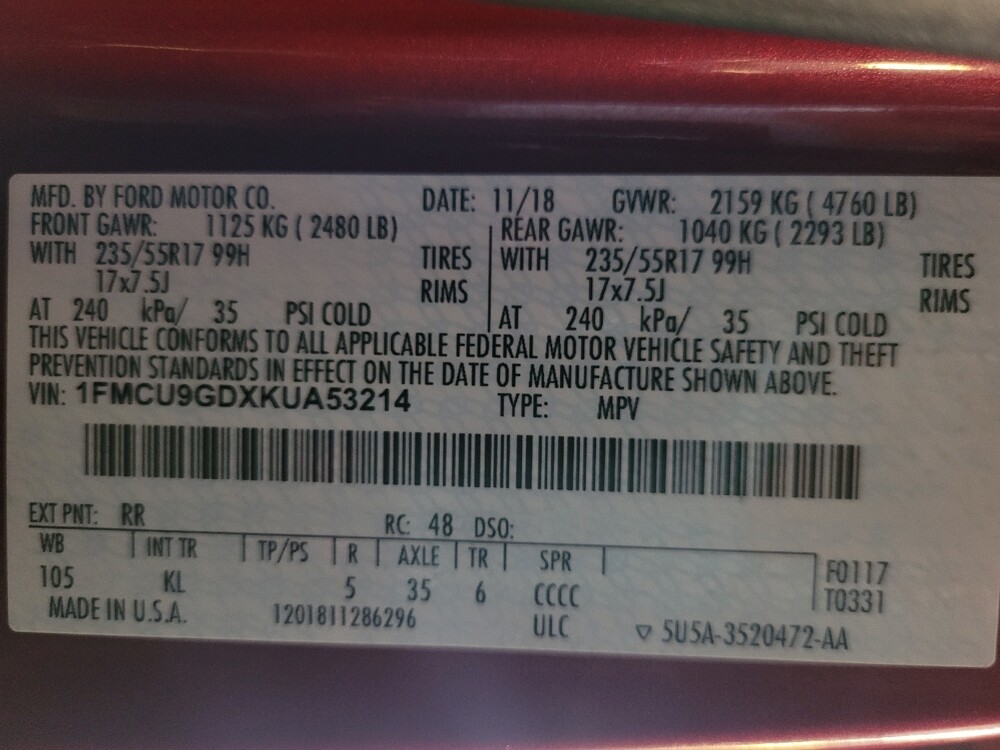 MFD. BY FORD MOTOR CO. DATE: 11/18 GVWR: 2159 KG ( 4760 LB)
FRONT GAWR: 1125 KG ( 2480 LB) REAR GAWR: 1040 KG ( 2293 LB)
WITH 235/55R17 99H TIRES WITH 235/55R17 99H TIRES
17x7.5J RIMS 17x7.5J RIMS
AT 240 kPa/ 35 PSI COLD AT 240 kPa/ 35 PSI COLD
THIS VEHICLE CONFORMS TO ALL APPLICABLE FEDERAL MOTOR VEHICLE SAFETY AND THEFT
PREVENTION STANDARDS IN EFFECT ON THE DATE OF MANUFACTURE SHOWN ABOVE.
VIN: 1FMCU9GDXKUA53214 TYPE: MPV
EXT PNT: RR RC: 48 DSO:
WB INT TR TP/PS R AXLE TR SPR
105 KL 5 35 6 CCCC
F0117
T0331
MADE IN U.S.A. 1201811286296 ULC ▽ 5U5A-3520472-AA